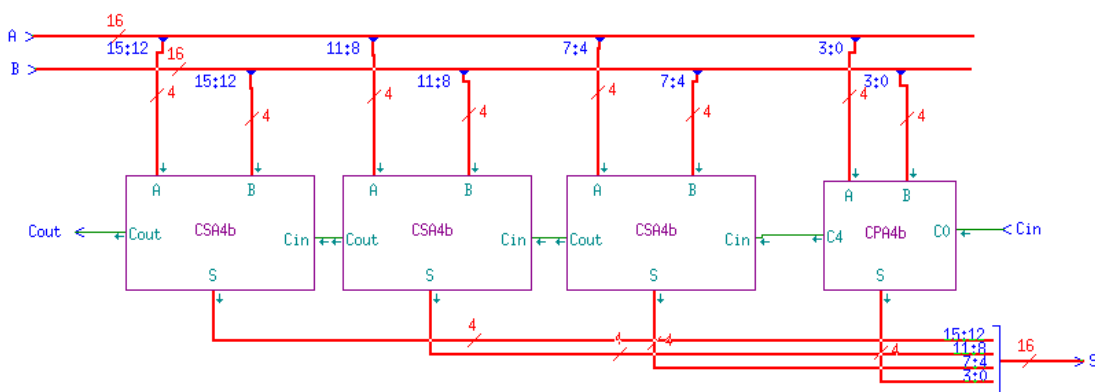 16
A
15:12 11:8 7:4 3:0
16
B
15:12 11:8 7:4 3:0
4 4 4 4 4 4 4 4
A B A B A B A B
Cout Cout CSA4b Cin Cout CSA4b Cin Cout CSA4b Cin C4 CPA4b C0 Cin
S S S S
4 4 4 4
15:12
11:8
7:4
3:0
16
S